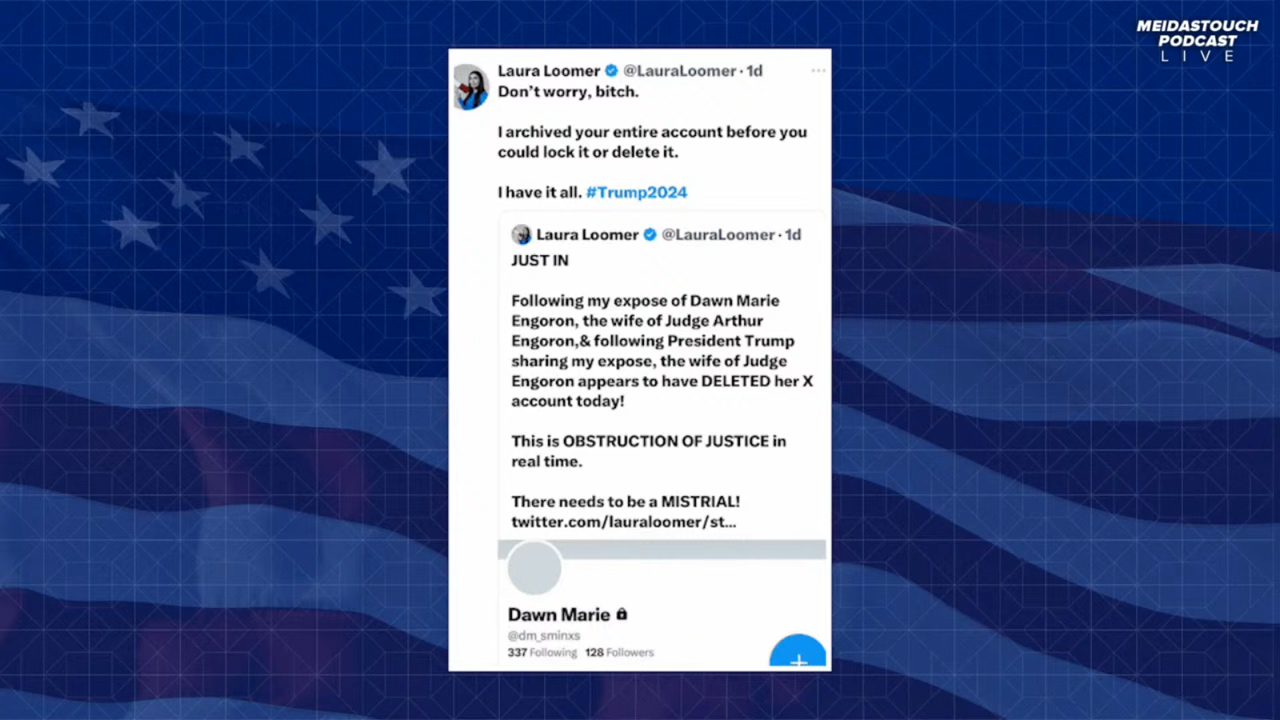 MEIDASTOUCH
PODCAST
LIVE
Laura Loomer @LauraLoomer · 1d
Don't worry, bitch.
I archived your entire account before you
could lock it or delete it.
I have it all. #Trump2024
Laura Loomer @LauraLoomer · 1d
JUST IN
Following my expose of Dawn Marie
Engoron, the wife of Judge Arthur
Engoron,& following President Trump
sharing my expose, the wife of Judge
Engoron appears to have DELETED her X
account today!
This is OBSTRUCTION OF JUSTICE in
real time.
There needs to be a MISTRIAL!
twitter.com/lauraloomer/st...
Dawn Marie
@dm_sminxs
337 Following 128 Followers